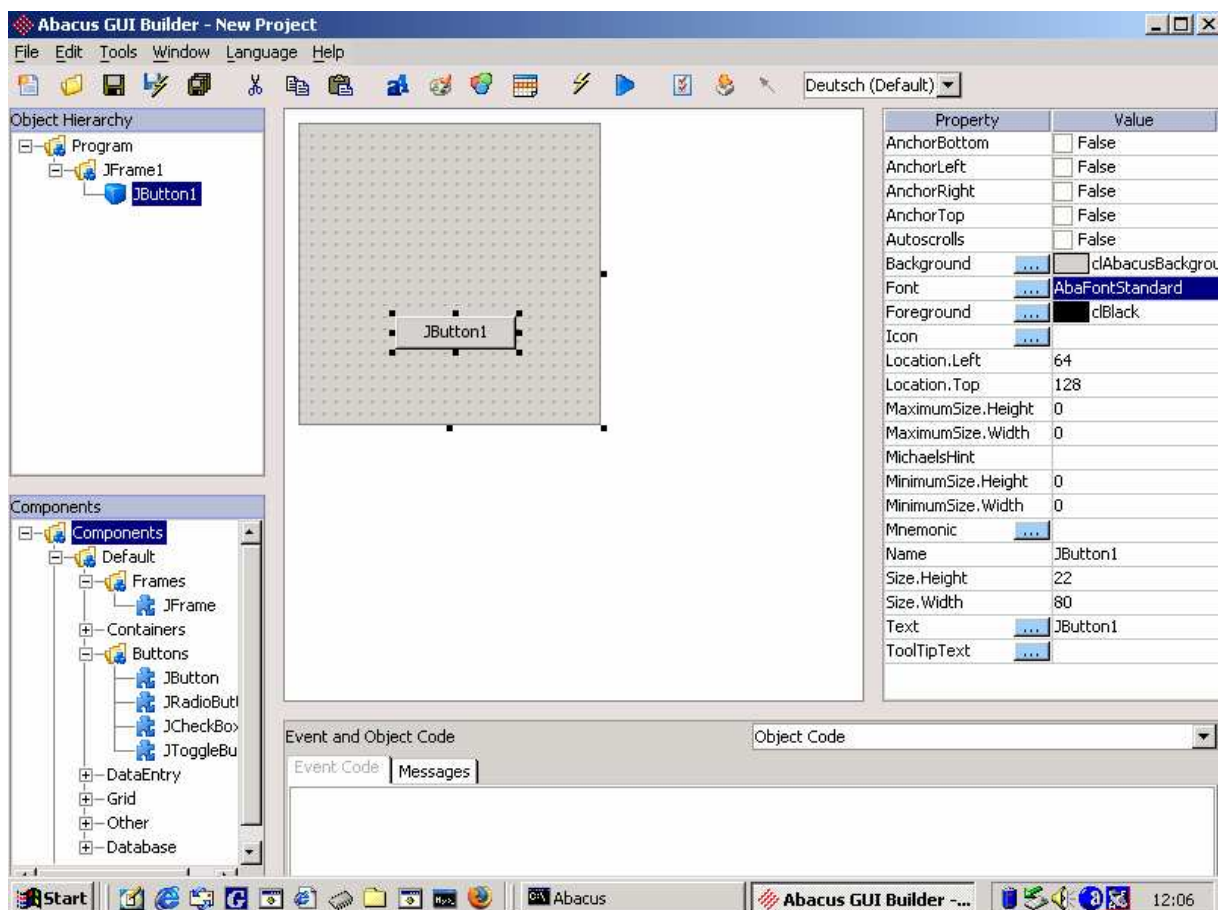 Abacus GUI Builder - New Project
File Edit Tools Window Language Help
Deutsch (Default)
Object Hierarchy
Program
JFrame1
JButton1
Components
Components
Default
Frames
JFrame
Containers
Buttons
JButton
JRadioButt
JCheckBox
JToggleBu
DataEntry
Grid
Other
Database
JButton1
Property Value
AnchorBottom False
AnchorLeft False
AnchorRight False
AnchorTop False
Autoscrolls False
Background ... clAbacusBackgrou
Font ... AbaFontStandard
Foreground ... clBlack
Icon ...
Location.Left 64
Location.Top 128
MaximumSize.Height 0
MaximumSize.Width 0
MichaelsHint
MinimumSize.Height 0
MinimumSize.Width 0
Mnemonic ...
Name JButton1
Size.Height 22
Size.Width 80
Text ... JButton1
ToolTipText ...
Event and Object Code Object Code
Event Code Messages
Start Abacus Abacus GUI Builder -... 12:06